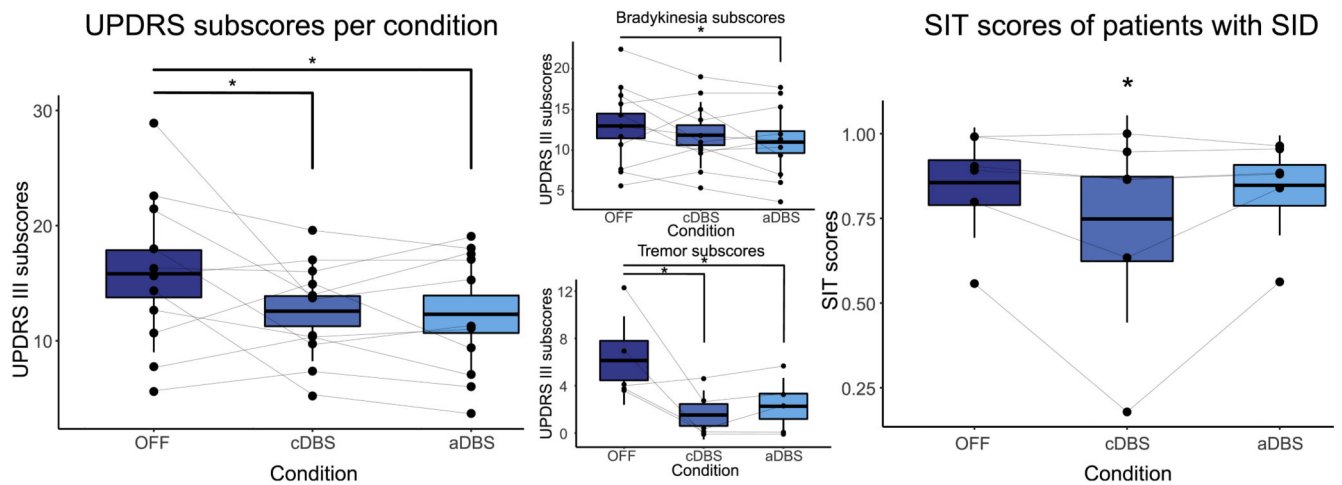 UPDRS subscores per condition
*
*
UPDRS III subscores
30
20
10
OFF
cDBS
aDBS
Condition
Bradykinesia subscores
*
UPDRS III subscores
20
15
10
5
OFF
cDBS
aDBS
Condition
Tremor subscores
*
*
UPDRS III subscores
12
8
4
0
OFF
cDBS
aDBS
Condition
SIT scores of patients with SID
*
SIT scores
1.00
0.75
0.50
0.25
OFF
cDBS
aDBS
Condition